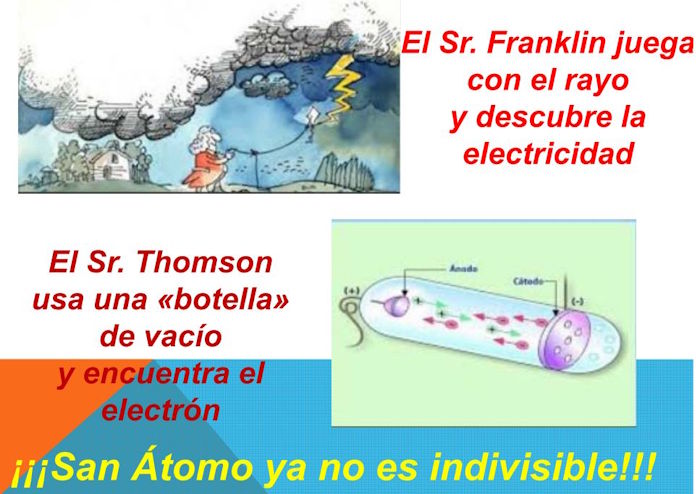 El Sr. Franklin juega
con el rayo
y descubre la
electricidad
El Sr. Thomson
usa una «botella»
de vacío
y encuentra el
electrón
Ánodo
Cátodo
(+)
(-)
¡¡¡San Átomo ya no es indivisible!!!